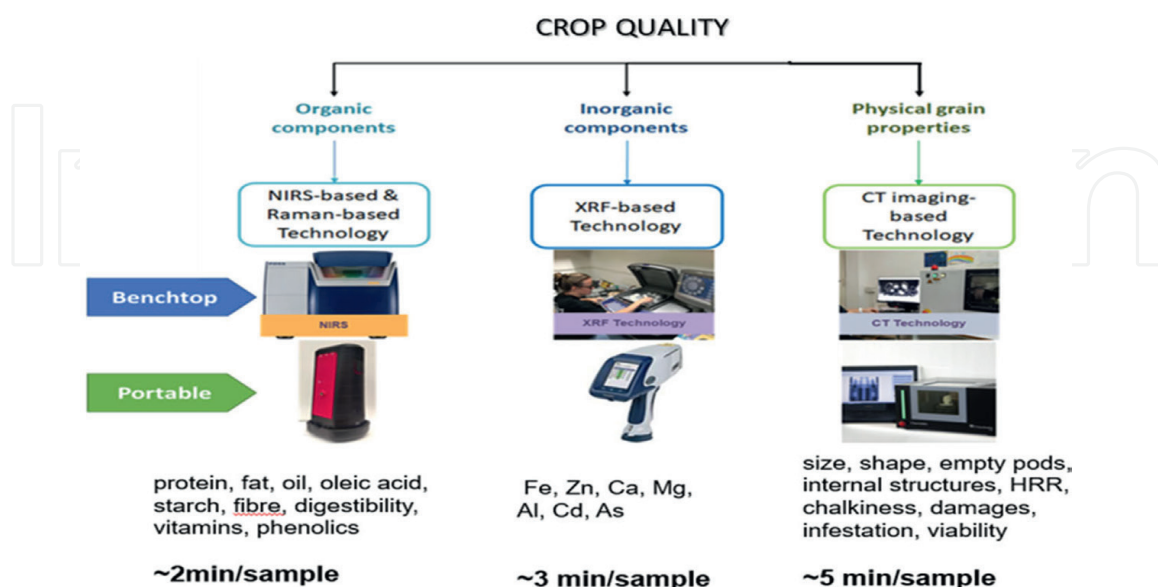 CROP QUALITY
Organic
components
Inorganic
components
Physical grain
properties
NIRS-based &
Raman-based
Technology
XRF-based
Technology
CT imaging-
based
Technology
Benchtop
NIRS
XRF Technology
CT Technology
Portable
protein, fat, oil, oleic acid,
starch, fibre, digestibility,
vitamins, phenolics
Fe, Zn, Ca, Mg,
Al, Cd, As
size, shape, empty pods,
internal structures, HRR,
chalkiness, damages,
infestation, viability
~2min/sample
~3 min/sample
~5 min/sample